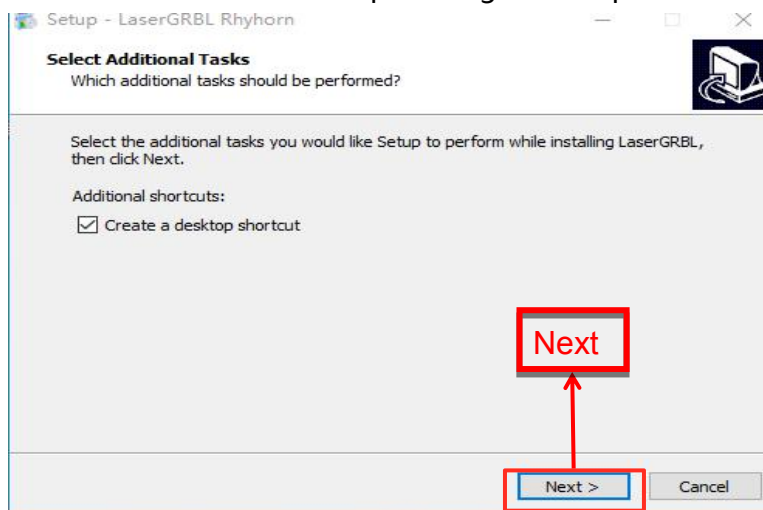 Setup - LaserGRBL Rhyhorn
Select Additional Tasks
Which additional tasks should be performed?
Select the additional tasks you would like Setup to perform while installing LaserGRBL,
then click Next.
Additional shortcuts:
Create a desktop shortcut
Next
Next >
Cancel